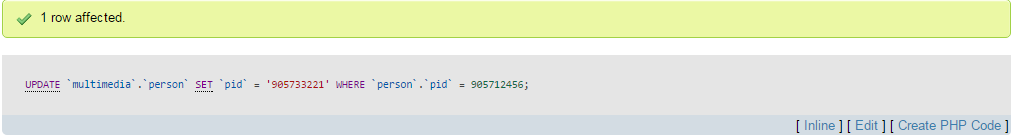 1 row affected.
UPDATE `multimedia`.`person` SET `pid` = '905733221' WHERE `person`.`pid` = 905712456;
[ Inline ] [ Edit ] [ Create PHP Code ]